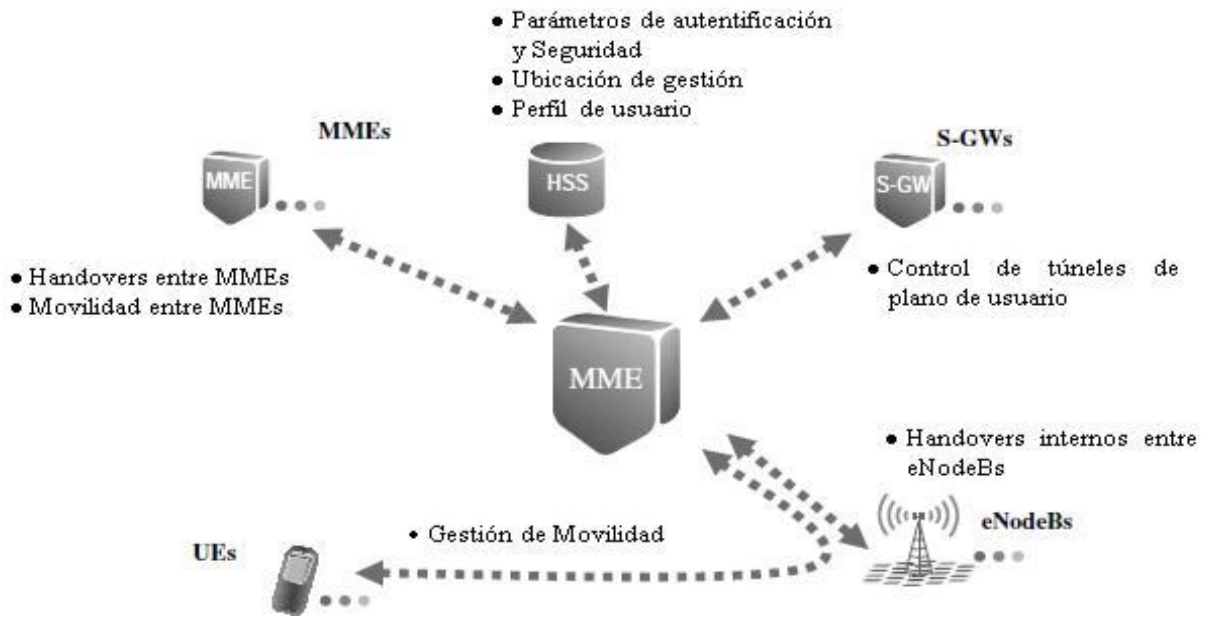 ● Parámetros de autentificación
y Seguridad
● Ubicación de gestión
● Perfil de usuario
MMEs
S-GWs
MME
HSS
S-GW
● Handovers entre MMEs
● Movilidad entre MMEs
● Control de túneles de
plano de usuario
MME
● Handovers internos entre
eNodeBs
eNodeBs
● Gestión de Movilidad
UEs